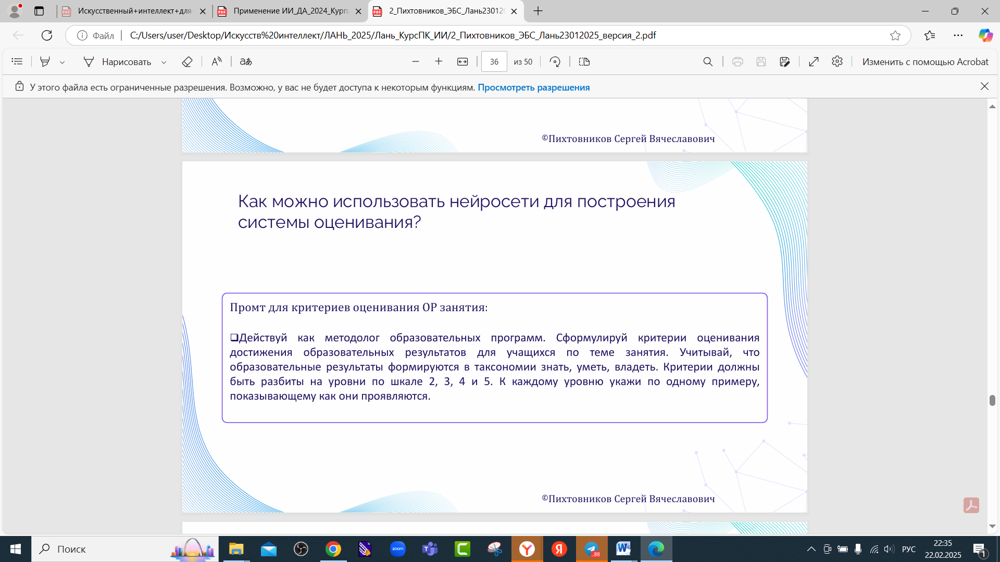 Искусственный+интеллект+для
Применение ИИ_ДА_2024_Курп
2_Пихтовников_ЭБС_Лань23012
Файл
C:/Users/user/Desktop/Искусств%20интеллект/ЛАНЬ_2025/Лань_КурсПК_ИИ/2_Пихтовников_ЭБС_Лань23012025_версия_2.pdf
Нарисовать
aあ
36 из 50
Изменить с помощью Acrobat
У этого файла есть ограниченные разрешения. Возможно, у вас не будет доступа к некоторым функциям. Просмотреть разрешения
©Пихтовников Сергей Вячеславович
Как можно использовать нейросети для построения
системы оценивания?
Промт для критериев оценивания ОР занятия:
❑Действуй как методолог образовательных программ. Сформулируй критерии оценивания
достижения образовательных результатов для учащихся по теме занятия. Учитывай, что
образовательные результаты формируются в таксономии знать, уметь, владеть. Критерии должны
быть разбиты на уровни по шкале 2, 3, 4 и 5. К каждому уровню укажи по одному примеру,
показывающему как они проявляются.
©Пихтовников Сергей Вячеславович
Поиск
zoom
..88
РУС
22:35
22.02.2025
1